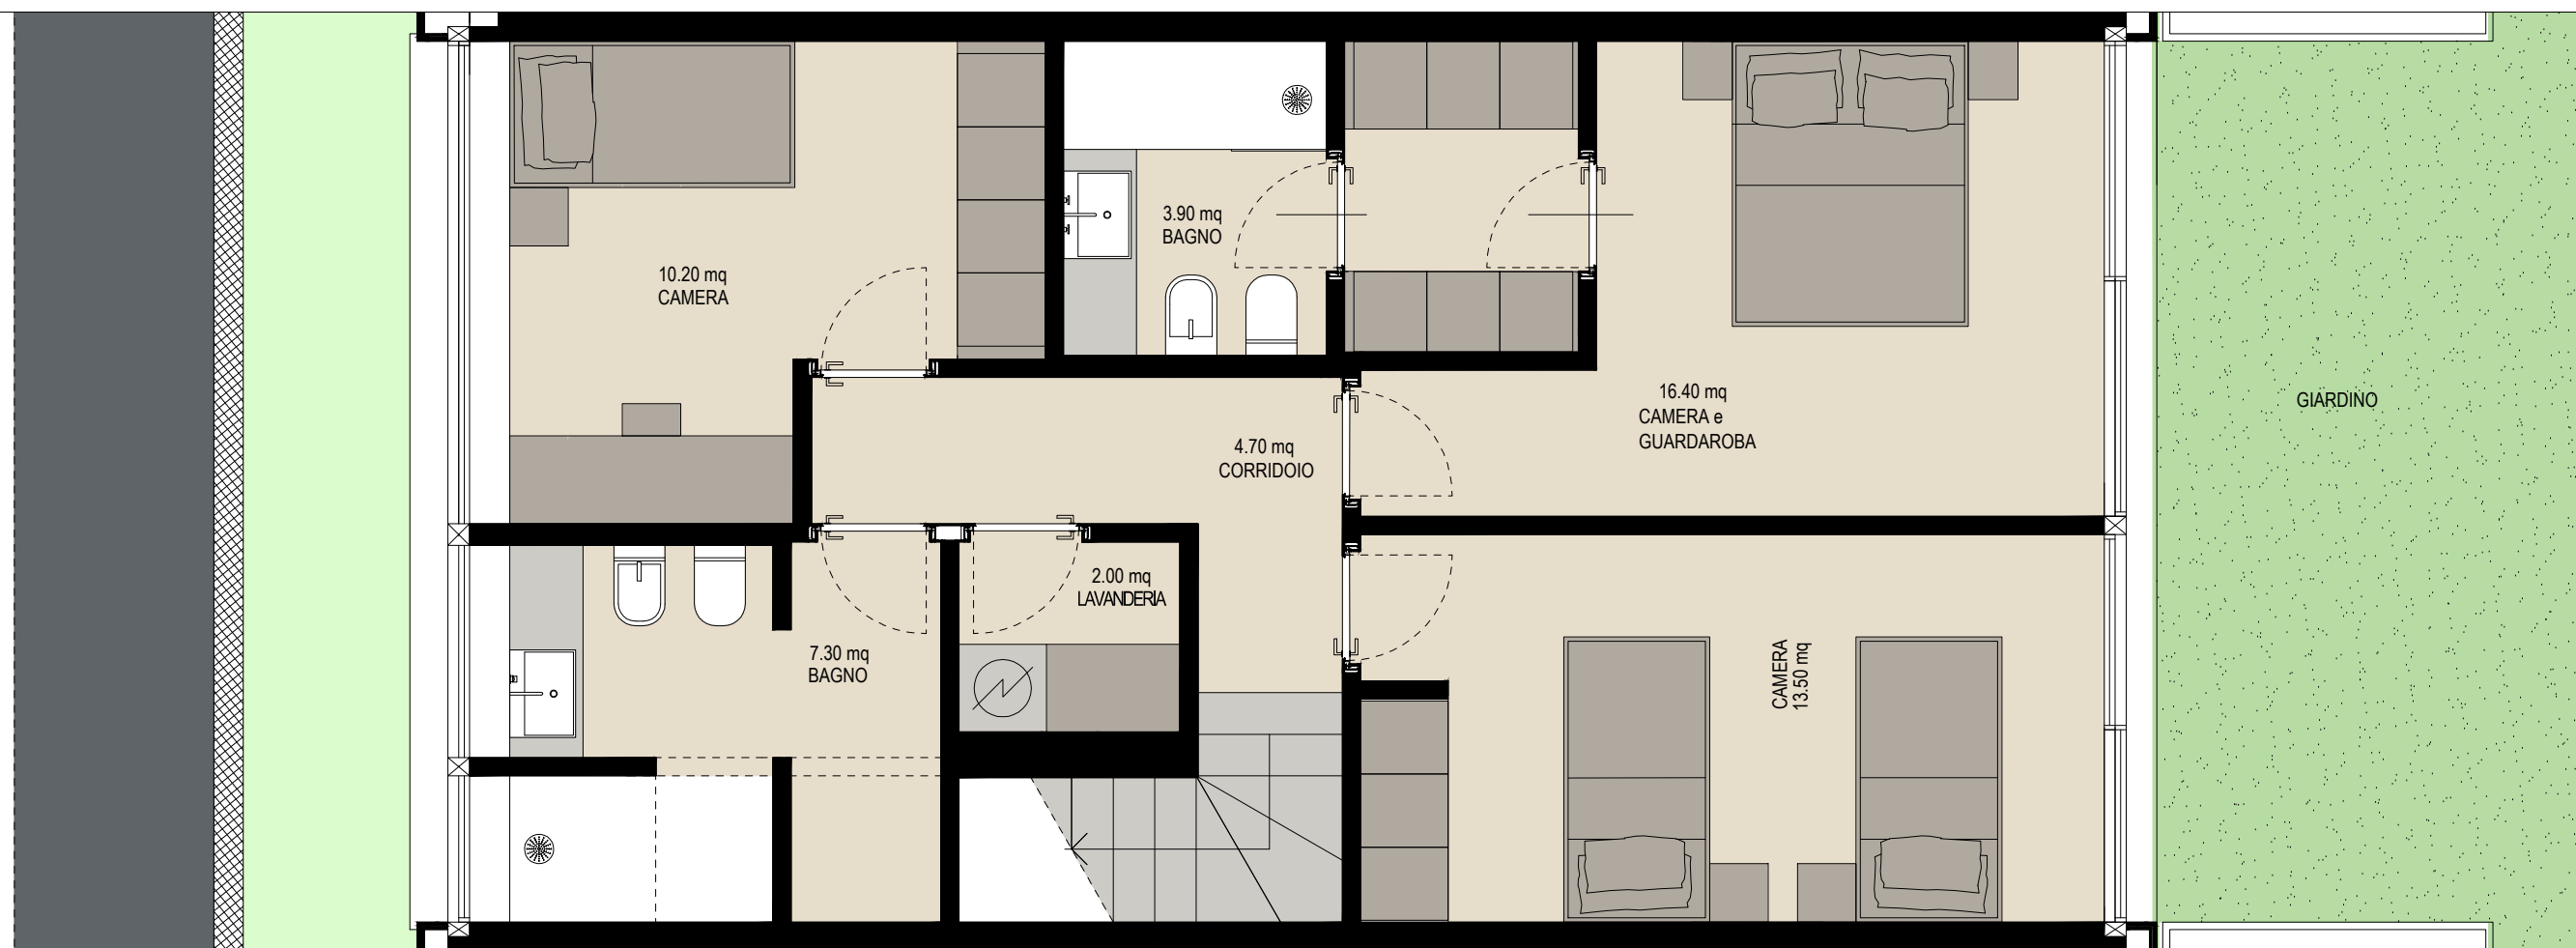 10.20 mq
CAMERA
3.90 mq
BAGNO
16.40 mq
CAMERA e
GUARDAROBA
GIARDINO
4.70 mq
CORRIDOIO
2.00 mq
LAVANDERIA
7.30 mq
BAGNO
CAMERA
13.50 mq